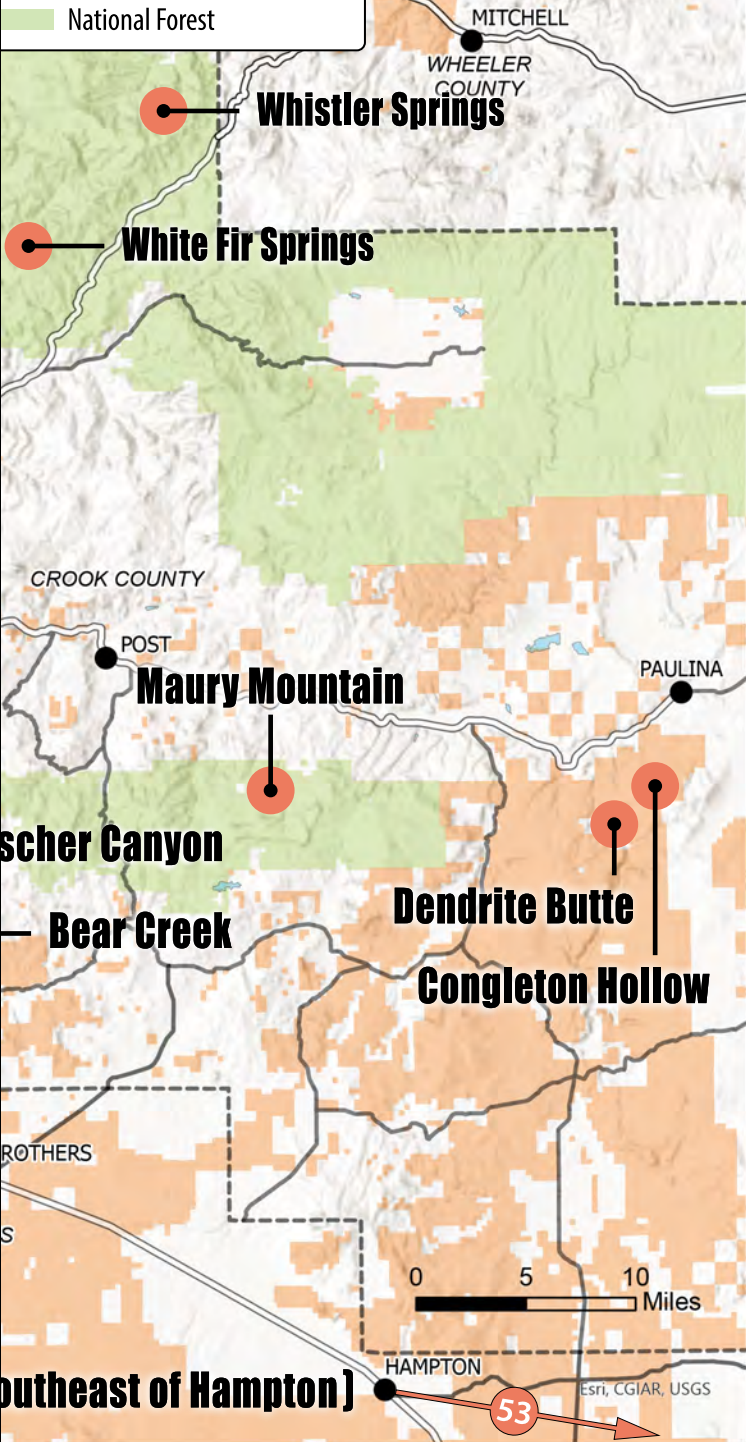 National Forest
MITCHELL
WHEELER
COUNTY
Whistler Springs
White Fir Springs
CROOK COUNTY
POST
PAULINA
Maury Mountain
scher Canyon
Dendrite Butte
Bear Creek
Congleton Hollow
ROTHERS
S
0 5 10
Miles
HAMPTON
outheast of Hampton)
53
Esri, CGIAR, USGS